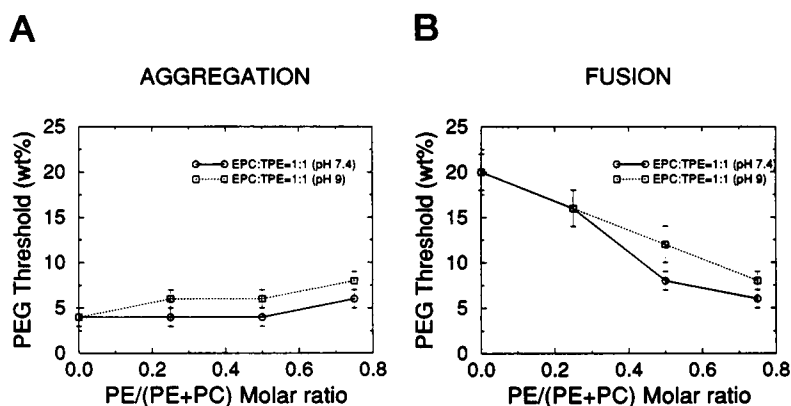 A
AGGREGATION
25
20
15
10
5
0
0.0 0.2 0.4 0.6 0.8
PEG Threshold (wt%)
PE/(PE+PC) Molar ratio
EPC:TPE=1:1 (pH 7.4)
EPC:TPE=1:1 (pH 9)
B
FUSION
25
20
15
10
5
0
0.0 0.2 0.4 0.6 0.8
PEG Threshold (wt%)
PE/(PE+PC) Molar ratio
EPC:TPE=1:1 (pH 7.4)
EPC:TPE=1:1 (pH 9)